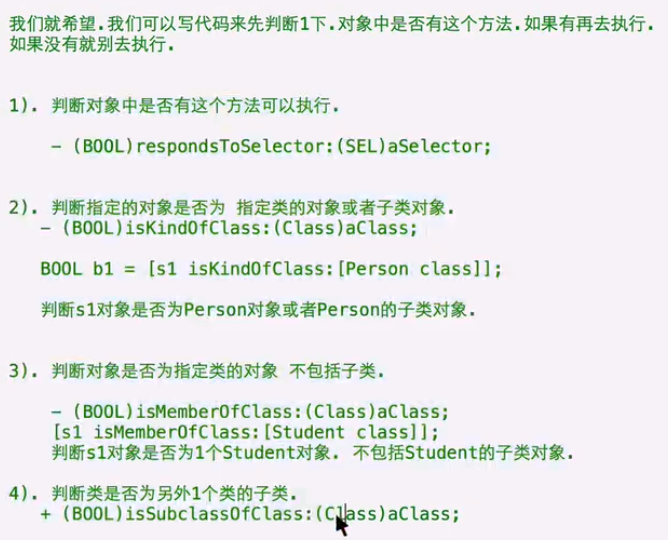 我们就希望.我们可以写代码来先判断1下.对象中是否有这个方法.如果有再去执行.
如果没有就别去执行.
1). 判断对象中是否有这个方法可以执行.
- (BOOL)respondsToSelector:(SEL)aSelector;
2). 判断指定的对象是否为 指定类的对象或者子类对象.
- (BOOL)isKindOfClass:(Class)aClass;
BOOL b1 = [s1 isKindOfClass:[Person class]];
判断s1对象是否为Person对象或者Person的子类对象.
3). 判断对象是否为指定类的对象 不包括子类.
- (BOOL)isMemberOfClass:(Class)aClass;
[s1 isMemberOfClass:[Student class]];
判断s1对象是否为1个Student对象. 不包括Student的子类对象.
4). 判断类是否为另外1个类的子类.
+ (BOOL)isSubclassOfClass:(Class)aClass;